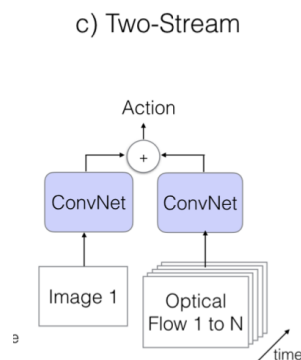 c) Two-Stream
Action
+
ConvNet
ConvNet
Image 1
Optical
Flow 1 to N
e
time